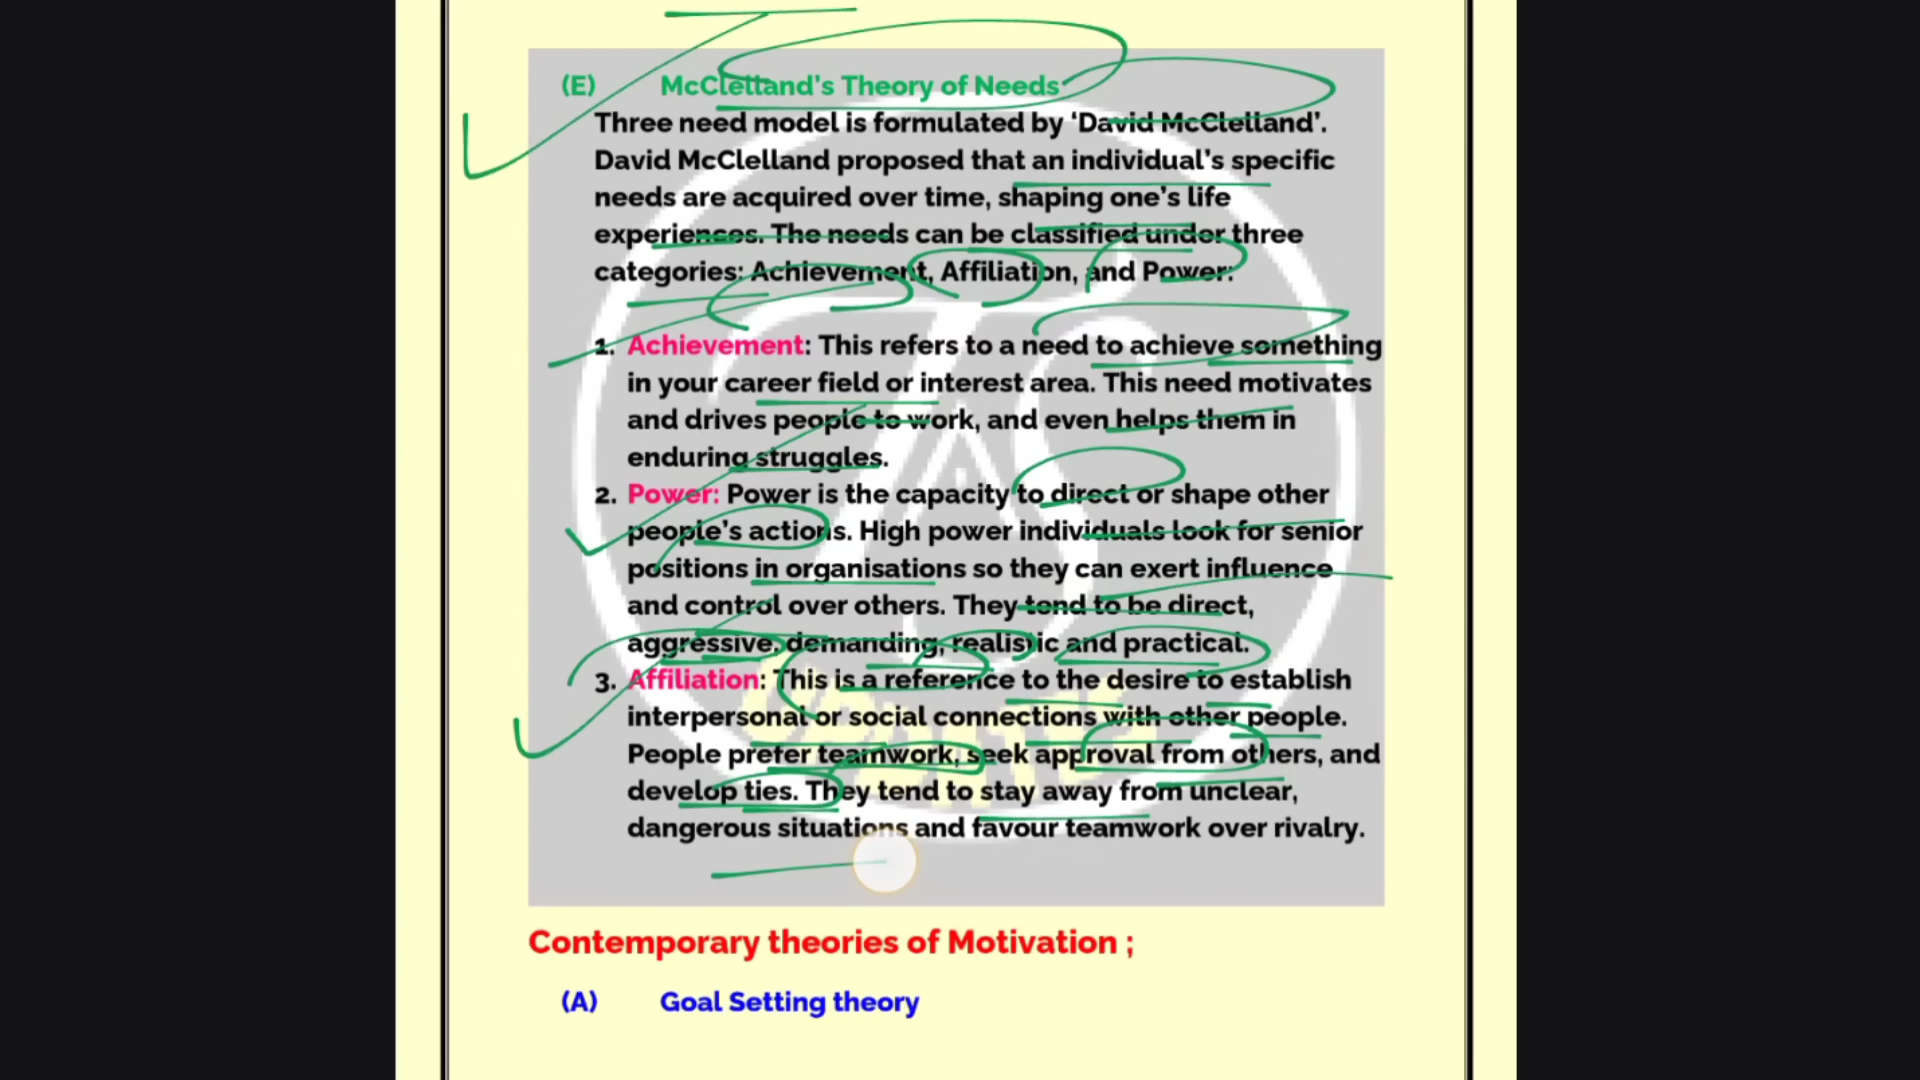 (E) McClelland's Theory of Needs
Three need model is formulated by ‘David McClelland’.
David McClelland proposed that an individual’s specific
needs are acquired over time, shaping one’s life
experiences. The needs can be classified under three
categories: Achievement, Affiliation, and Power:
1. Achievement: This refers to a need to achieve something
in your career field or interest area. This need motivates
and drives people to work, and even helps them in
enduring struggles.
2. Power: Power is the capacity to direct or shape other
people’s actions. High power individuals look for senior
positions in organisations so they can exert influence
and control over others. They tend to be direct,
aggressive, demanding, realistic and practical.
3. Affiliation: This is a reference to the desire to establish
interpersonal or social connections with other people.
People prefer teamwork, seek approval from others, and
develop ties. They tend to stay away from unclear,
dangerous situations and favour teamwork over rivalry.
Contemporary theories of Motivation ;
(A) Goal Setting theory